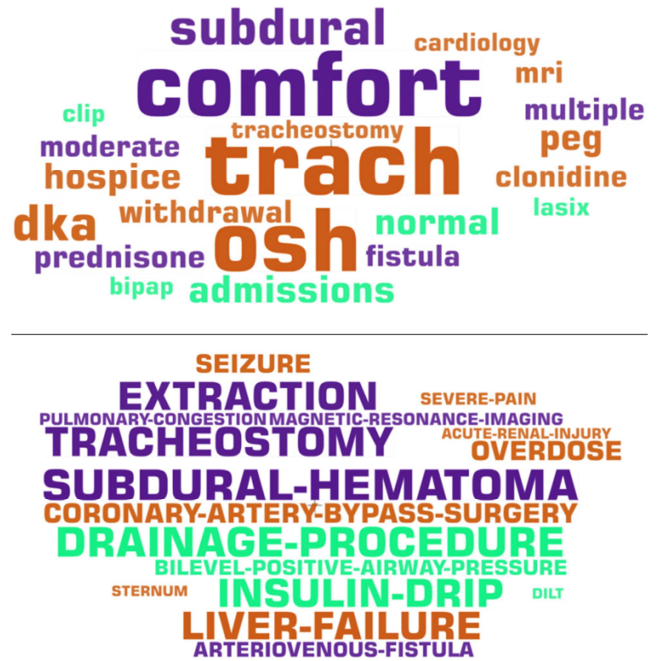 subdural
cardiology
comfort
mri
clip
multiple
tracheostomy
moderate
trach
peg
hospice
clonidine
withdrawal
lasix
dka
osh
normal
prednisone
fistula
bipap
admissions
SEIZURE
EXTRACTION
SEVERE-PAIN
PULMONARY-CONGESTION MAGNETIC-RESONANCE-IMAGING
TRACHEOSTOMY
ACUTE-RENAL-INJURY
OVERDOSE
SUBDURAL-HEMATOMA
CORONARY-ARTERY-BYPASS-SURGERY
DRAINAGE-PROCEDURE
BILEVEL-POSITIVE-AIRWAY-PRESSURE
STERNUM
INSULIN-DRIP
DILT
LIVER-FAILURE
ARTERIOVENOUS-FISTULA